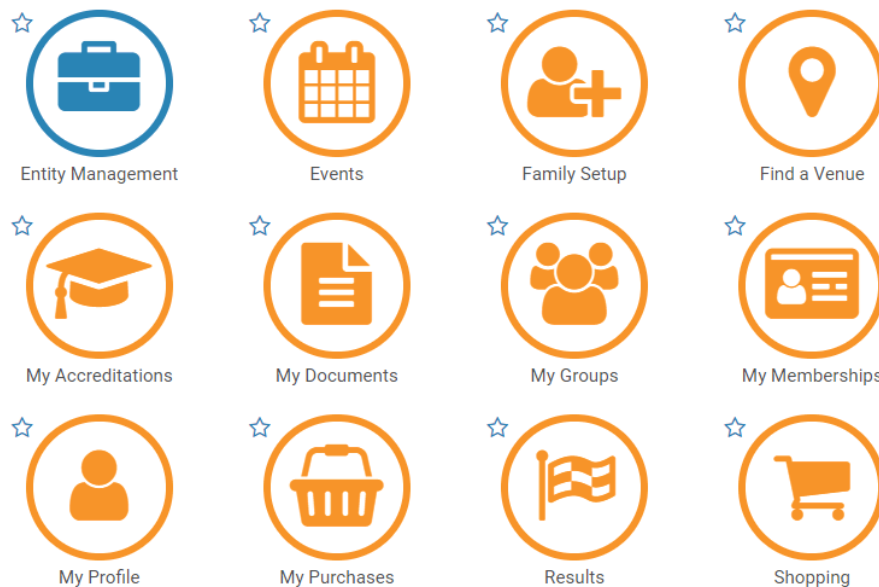 Entity Management
Events
Family Setup
Find a Venue
My Accreditations
My Documents
My Groups
My Memberships
My Profile
My Purchases
Results
Shopping